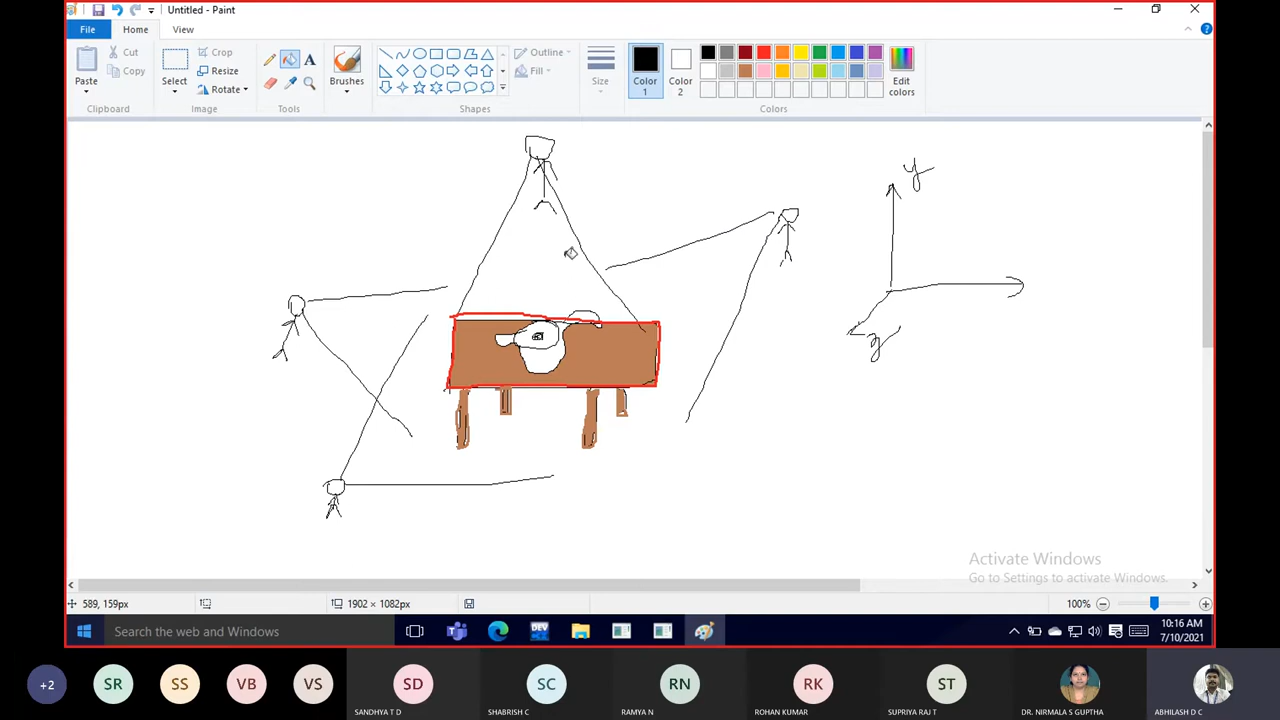 Untitled - Paint
File Home View
Cut
Copy
Paste
Clipboard
Crop
Resize
Rotate
Select
Image
A
Tools
Brushes
Shapes
Outline
Fill
Size
Color 1
Color 2
Edit colors
Colors
y
z
Activate Windows
Go to Settings to activate Windows.
589, 159px
1902 × 1082px
100%
Search the web and Windows
DEV
10:16 AM
7/10/2021
+2 SR SS VB VS SD SC RN RK ST
SANDHYA T D SHABRISH C RAMYA N ROHAN KUMAR SUPRIYA RAJ T DR. NIRMALA S GUPTHA ABHILASH D C